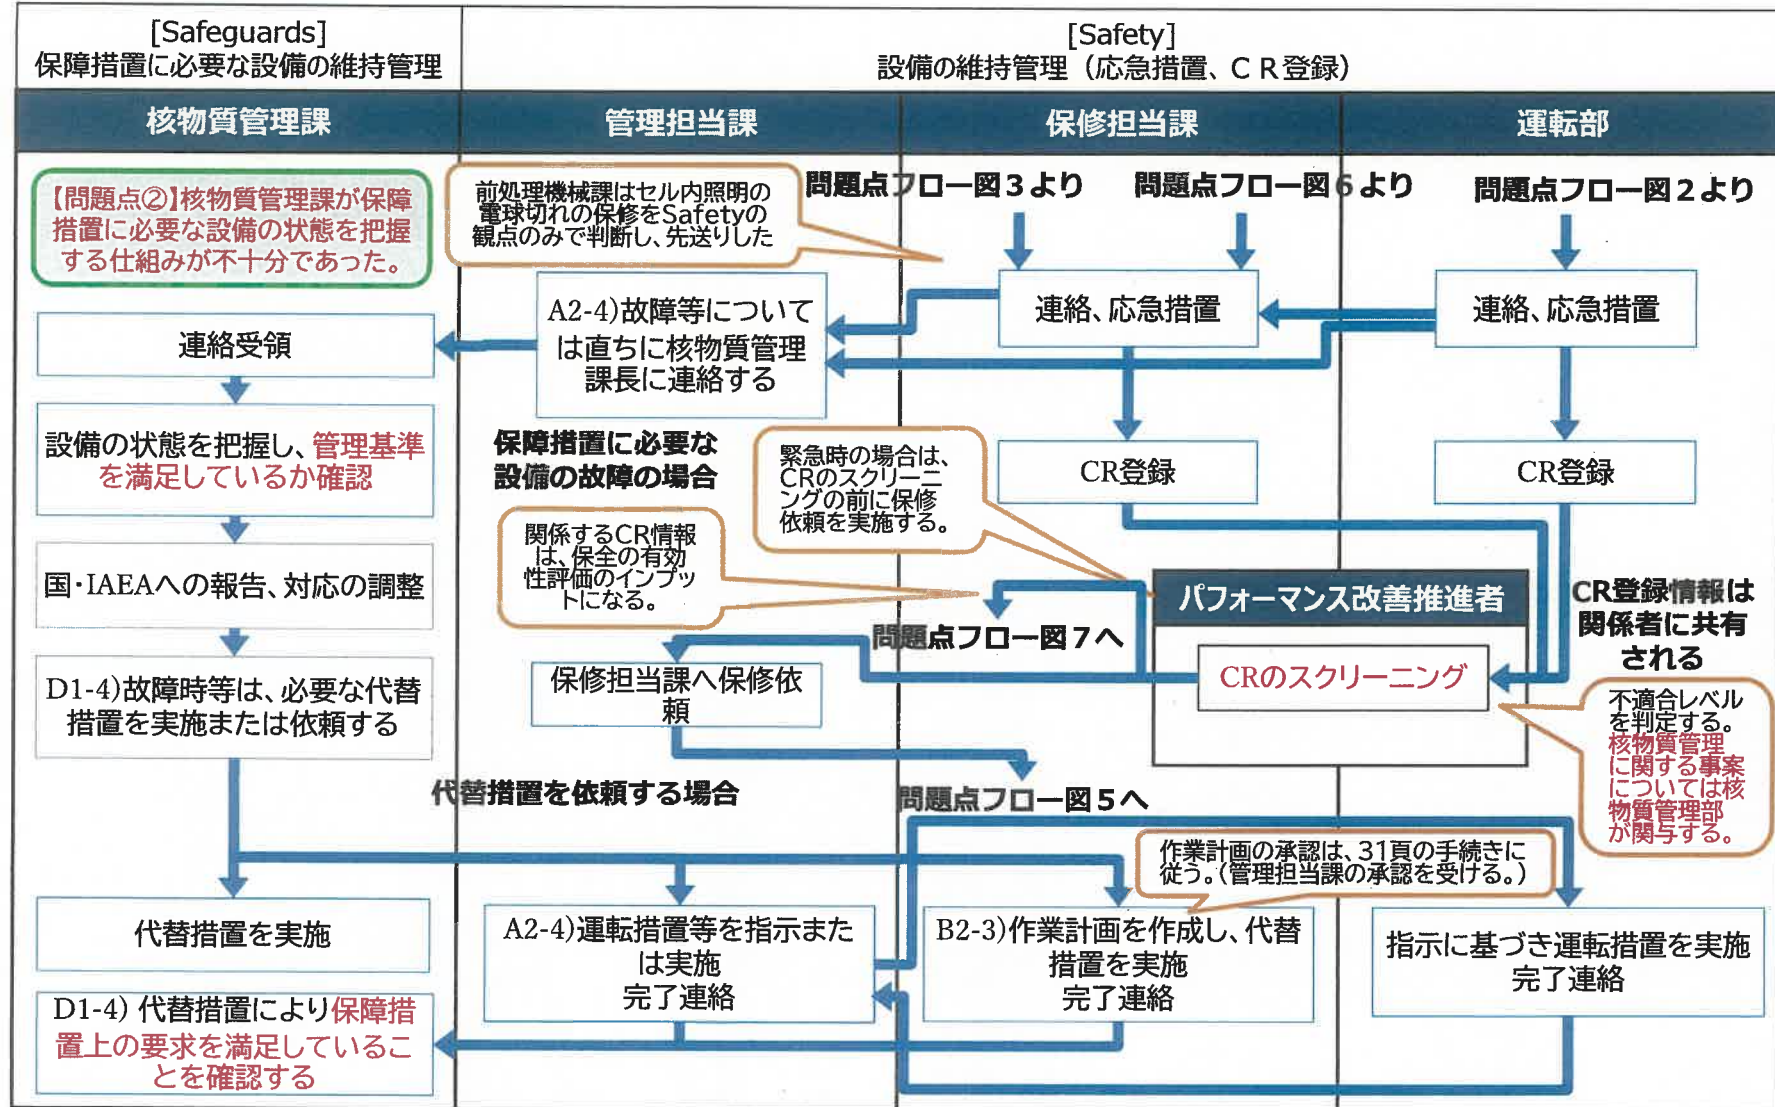 [Safeguards]
保障措置に必要な設備の維持管理
[Safety]
設備の維持管理（応急措置、ＣＲ登録）
核物質管理課
管理担当課
保修担当課
運転部
【問題点②】核物質管理課が保障
措置に必要な設備の状態を把握
する仕組みが不十分であった。
前処理機械課はセル内照明の
電球切れの保修をSafetyの
観点のみで判断し、先送りした
問題点フロー図３より
問題点フロー図６より
問題点フロー図２より
連絡受領
A2-4)故障等について
は直ちに核物質管理
課長に連絡する
連絡、応急措置
連絡、応急措置
設備の状態を把握し、管理基準
を満足しているか確認
保障措置に必要な
設備の故障の場合
緊急時の場合は、
CRのスクリーニ
ングの前に保修
依頼を実施する。
CR登録
CR登録
関係するCR情報
は、保全の有効
性評価のインプッ
トになる。
国・IAEAへの報告、対応の調整
パフォーマンス改善推進者
CR登録情報は
関係者に共有
される
問題点フロー図７へ
CRのスクリーニング
D1-4)故障時等は、必要な代替
措置を実施または依頼する
保修担当課へ保修依
頼
不適合レベル
を判定する。
核物質管理
に関する事案
については核
物質管理部
が関与する。
代替措置を依頼する場合
問題点フロー図５へ
作業計画の承認は、31頁の手続きに
従う。（管理担当課の承認を受ける。）
代替措置を実施
A2-4)運転措置等を指示また
は実施
完了連絡
B2-3)作業計画を作成し、代替
措置を実施
完了連絡
指示に基づき運転措置を実施
完了連絡
D1-4) 代替措置により保障措
置上の要求を満足しているこ
とを確認する